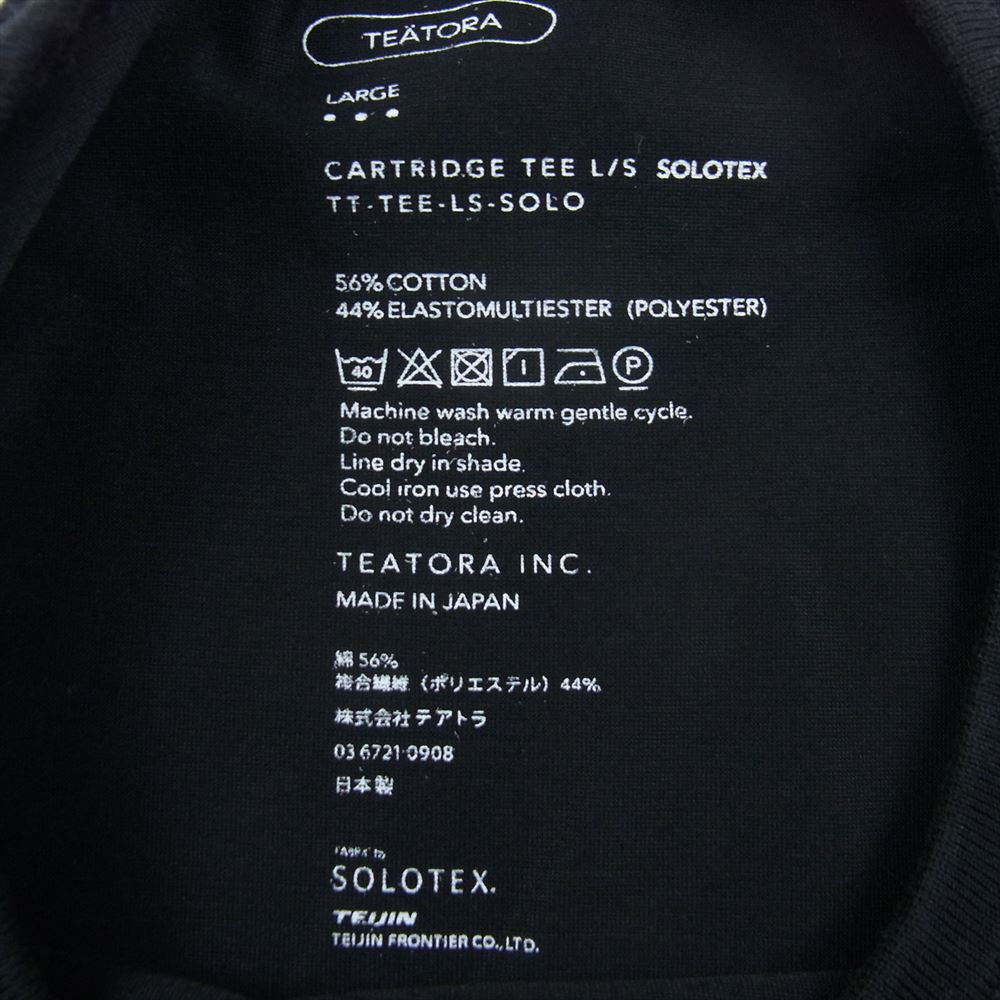 TEÄTORA
LARGE
CARTRIDGE TEE L/S SOLOTEX
TT-TEE-LS-SOLO
56% COTTON
44% ELASTOMULTIESTER (POLYESTER)
40 I P
Machine wash warm gentle cycle.
Do not bleach.
Line dry in shade.
Cool iron use press cloth.
Do not dry clean.
TEATORA INC.
MADE IN JAPAN
綿 56%
複合繊維（ポリエステル）44%
株式会社テアトラ
03 6721 0908
日本製
by
SOLOTEX.
TEIJIN
TEIJIN FRONTIER CO., LTD.